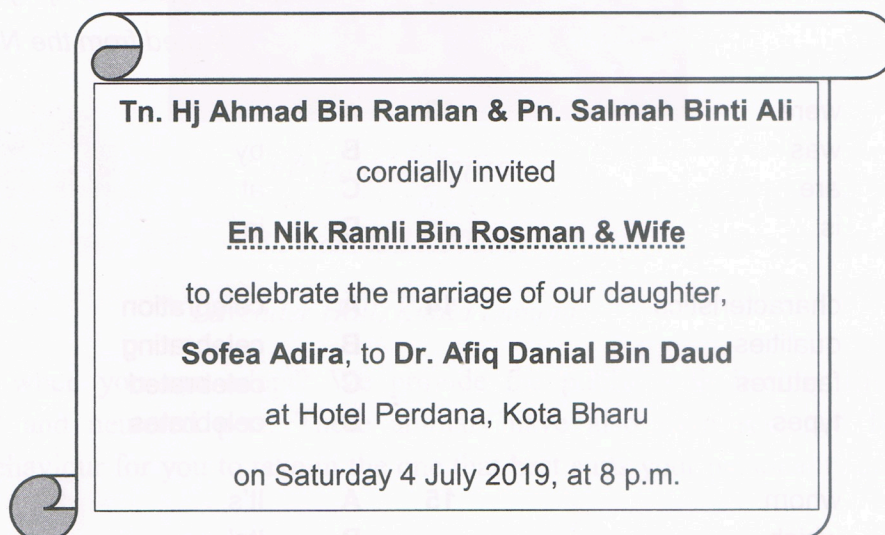 Tn. Hj Ahmad Bin Ramlan & Pn. Salmah Binti Ali
cordially invited
En Nik Ramli Bin Rosman & Wife
to celebrate the marriage of our daughter,
Sofea Adira, to Dr. Afiq Danial Bin Daud
at Hotel Perdana, Kota Bharu
on Saturday 4 July 2019, at 8 p.m.